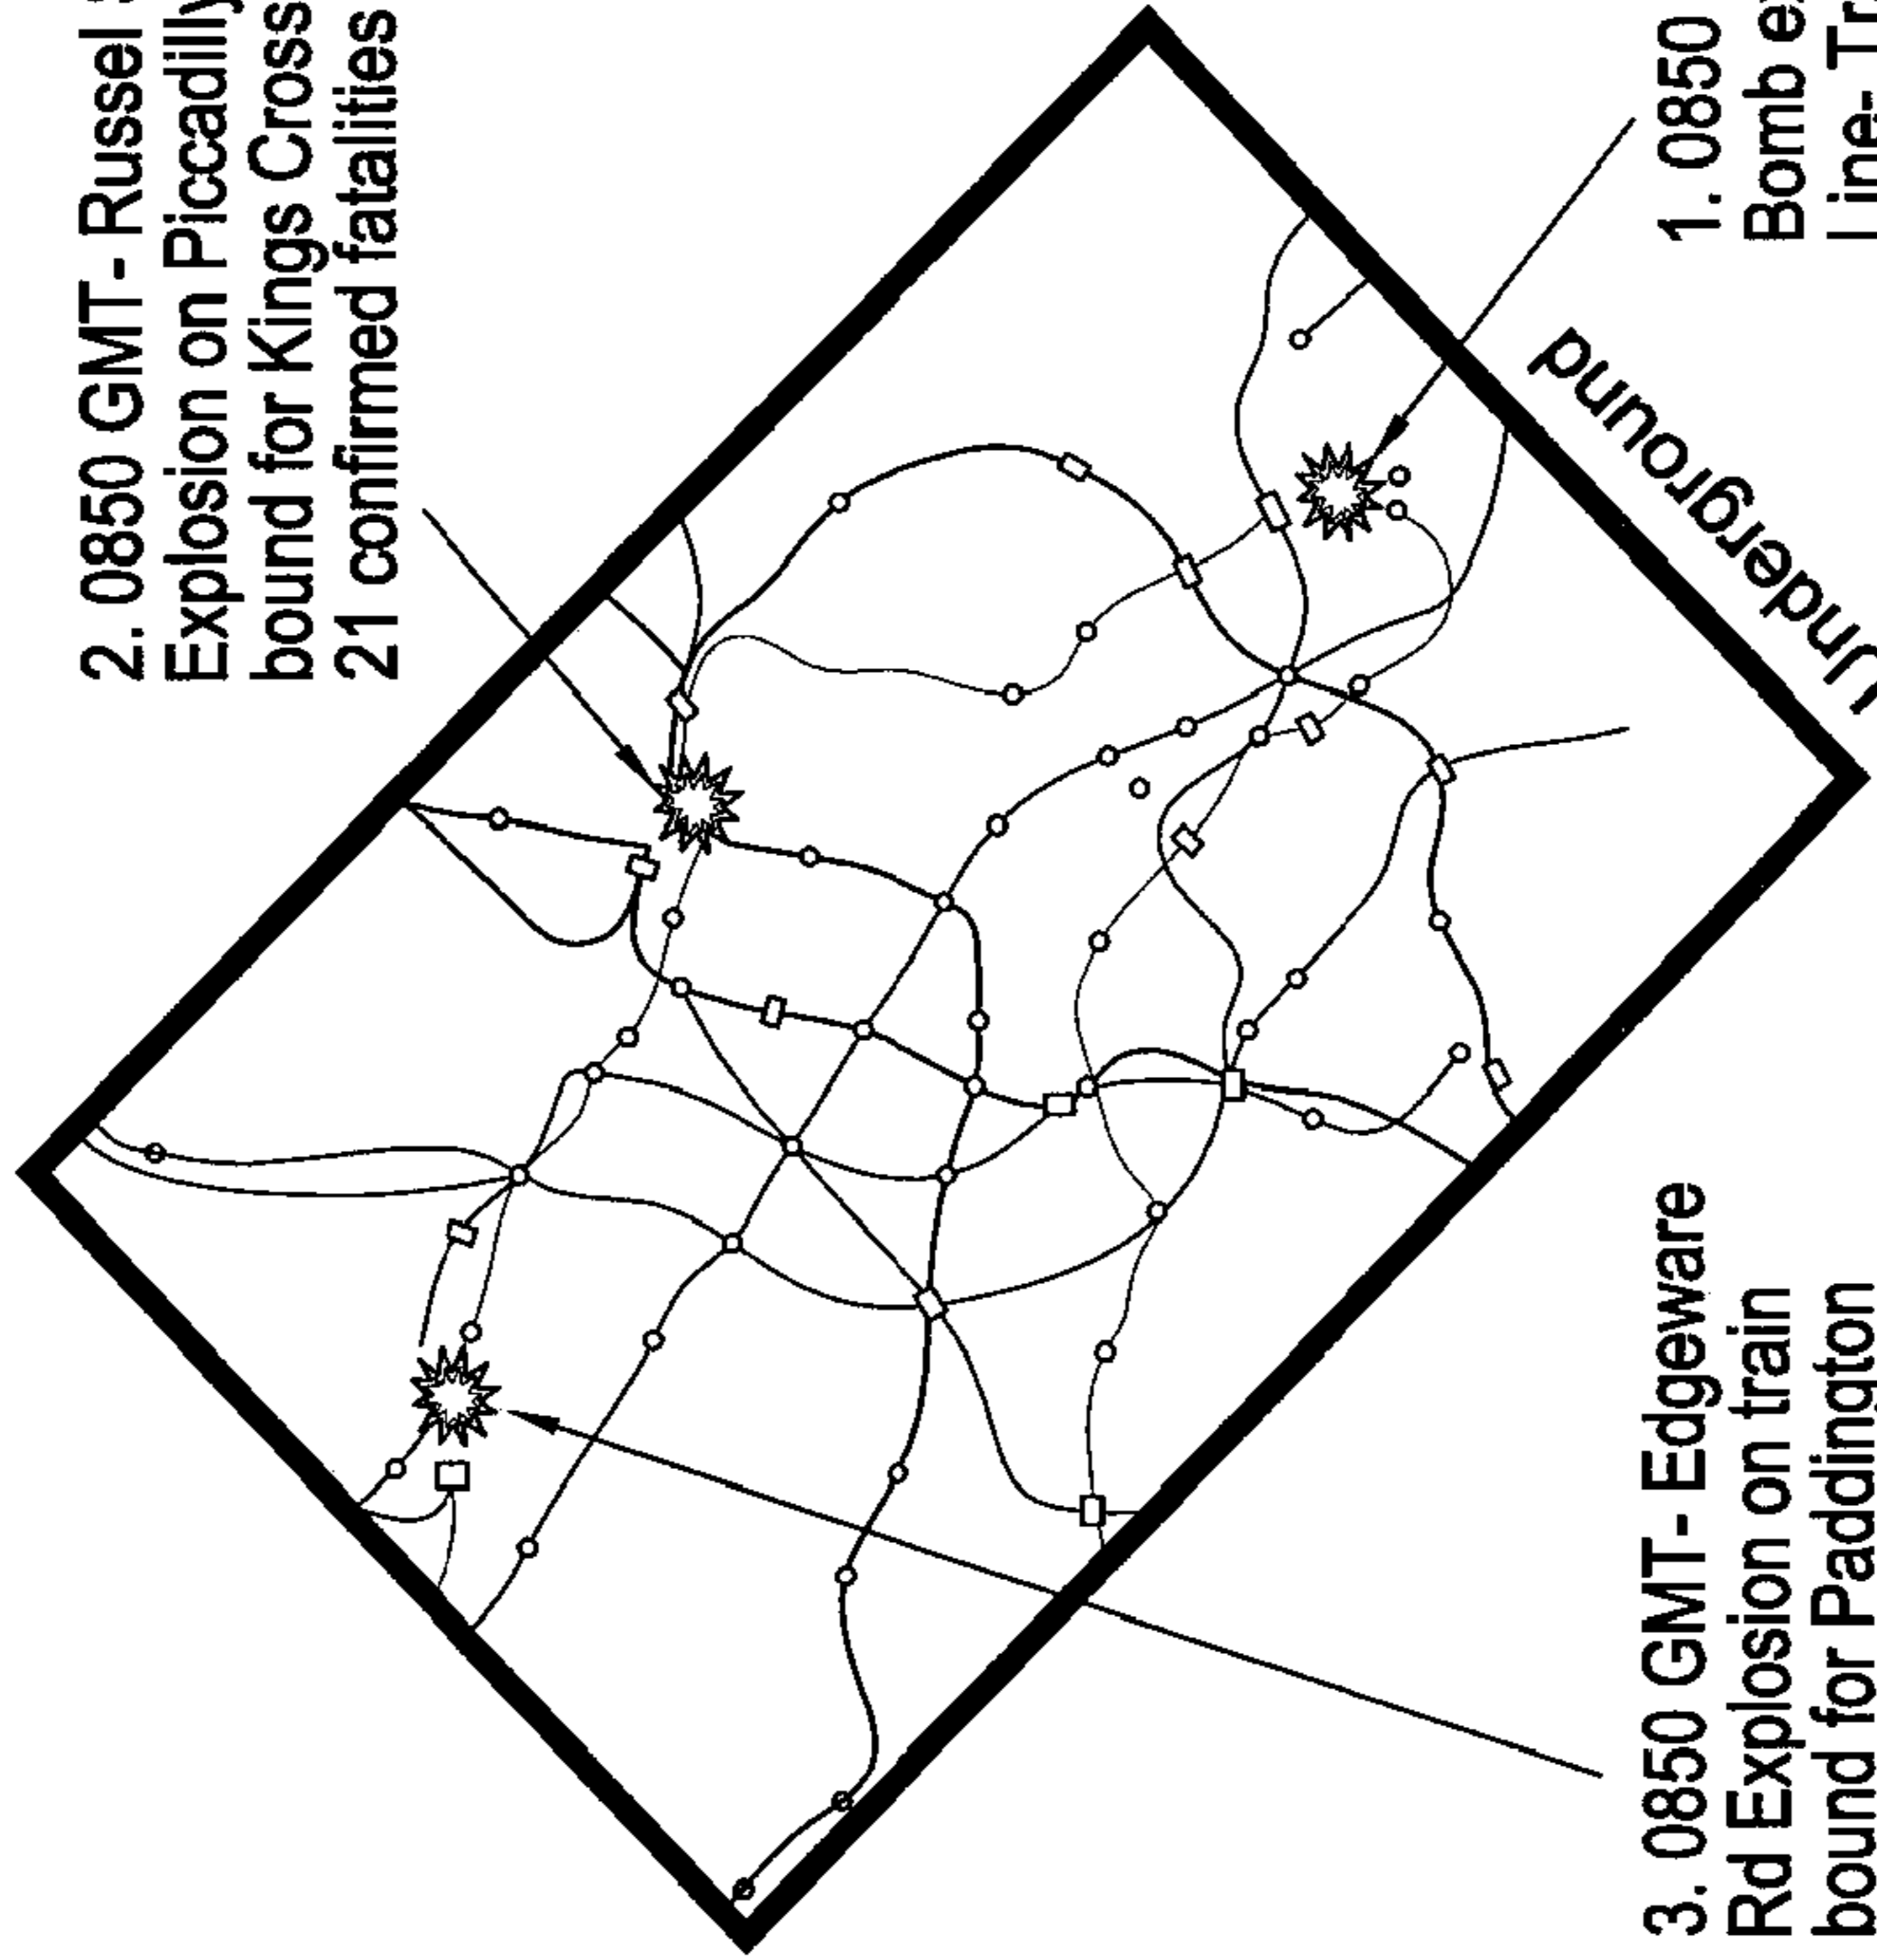 2. 0850 GMT- Russel
Explosion on Piccadilly
bound for Kings Cross
21 confirmed fatalities
1. 0850
Bomb
Line-
Underground
3. 0850 GMT- Edgeware
Rd Explosion on train
bound for Paddington